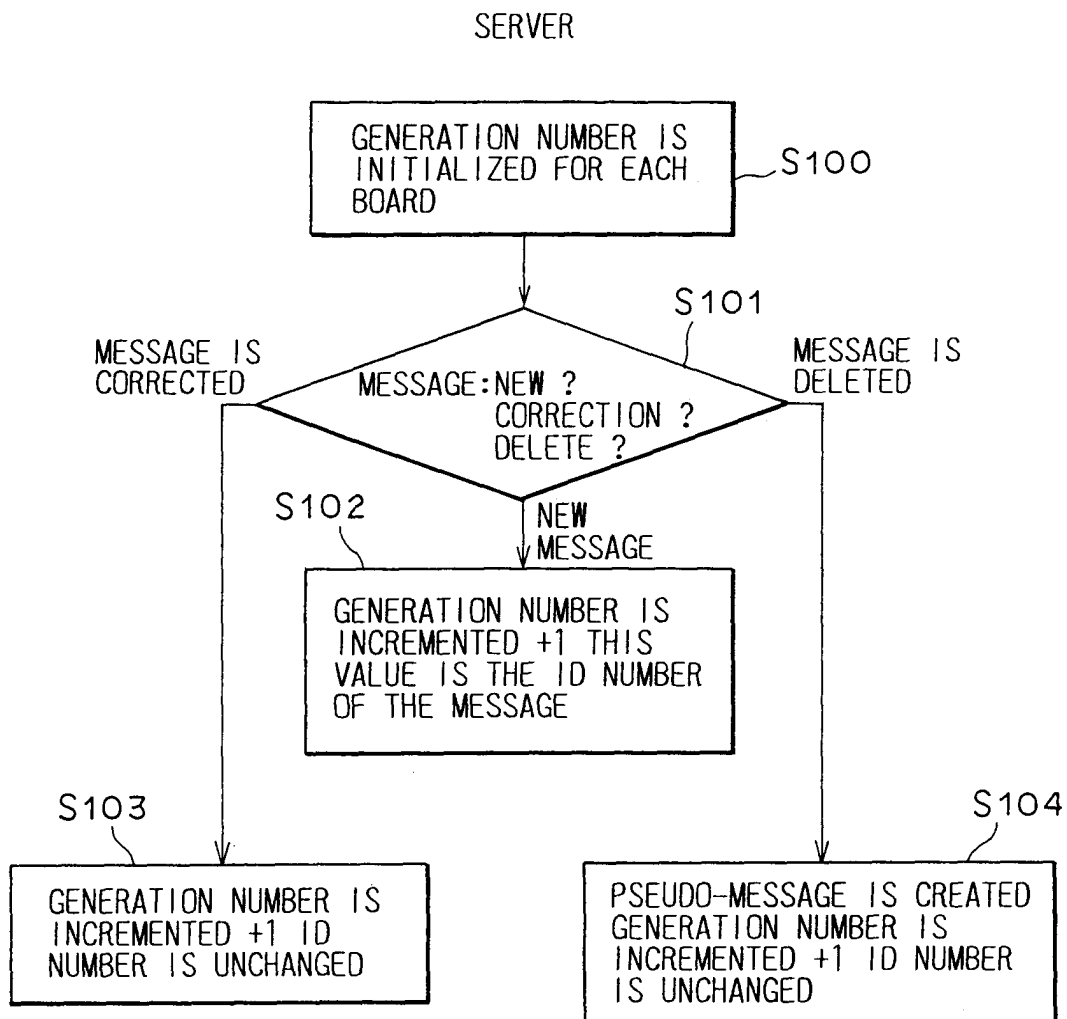 SERVER
GENERATION NUMBER IS
INITIALIZED FOR EACH
BOARD
S100
S101
MESSAGE IS
CORRECTED
MESSAGE:NEW ?
CORRECTION ?
DELETE ?
MESSAGE IS
DELETED
S102
NEW
MESSAGE
GENERATION NUMBER IS
INCREMENTED +1 THIS
VALUE IS THE ID NUMBER
OF THE MESSAGE
S103
GENERATION NUMBER IS
INCREMENTED +1 ID
NUMBER IS UNCHANGED
S104
PSEUDO-MESSAGE IS CREATED
GENERATION NUMBER IS
INCREMENTED +1 ID NUMBER
IS UNCHANGED